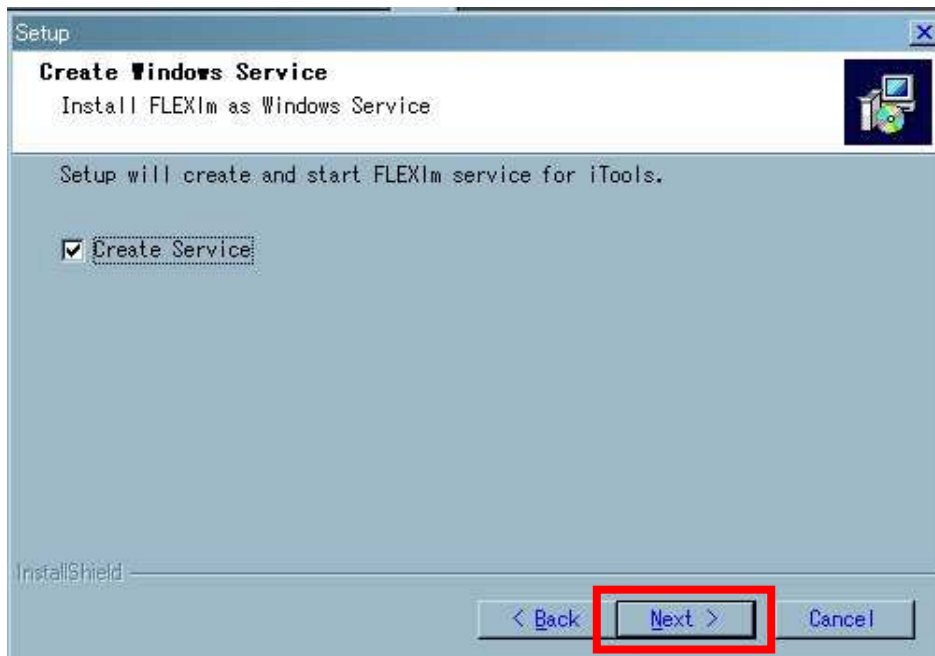 Setup
Create Windows Service
Install FLEXlm as Windows Service
Setup will create and start FLEXlm service for iTools.
Create Service
InstallShield
< Back
Next >
Cancel